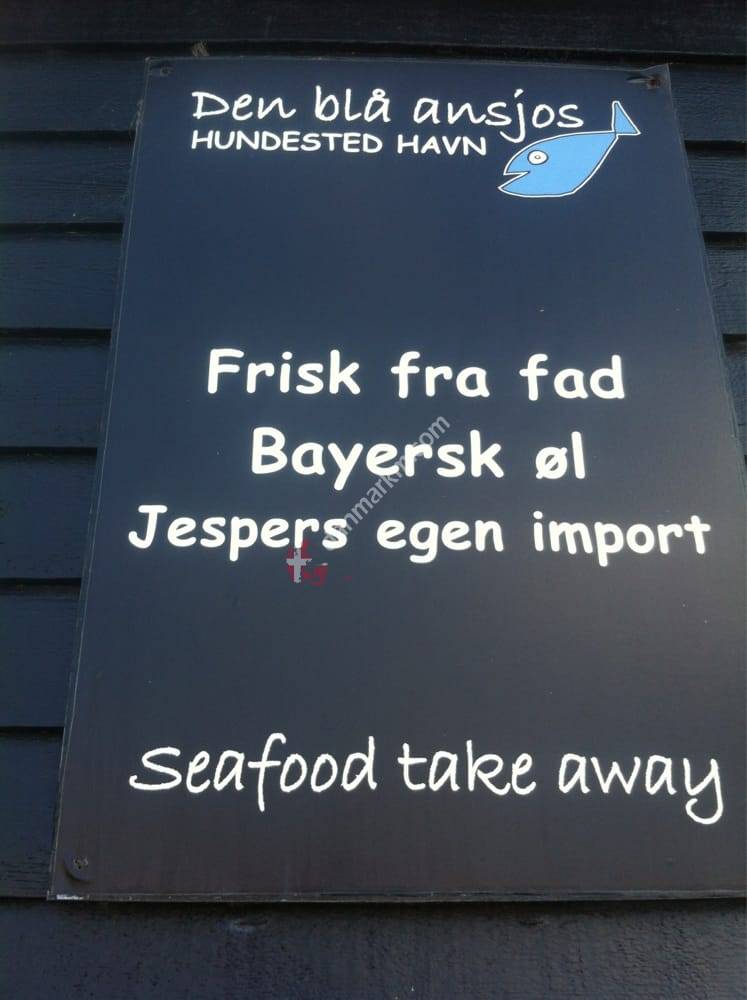 Den blå ansjos
HUNDESTED HAVN
Frisk fra fad
Bayersk øl
Jespers egen import
Seafood take away